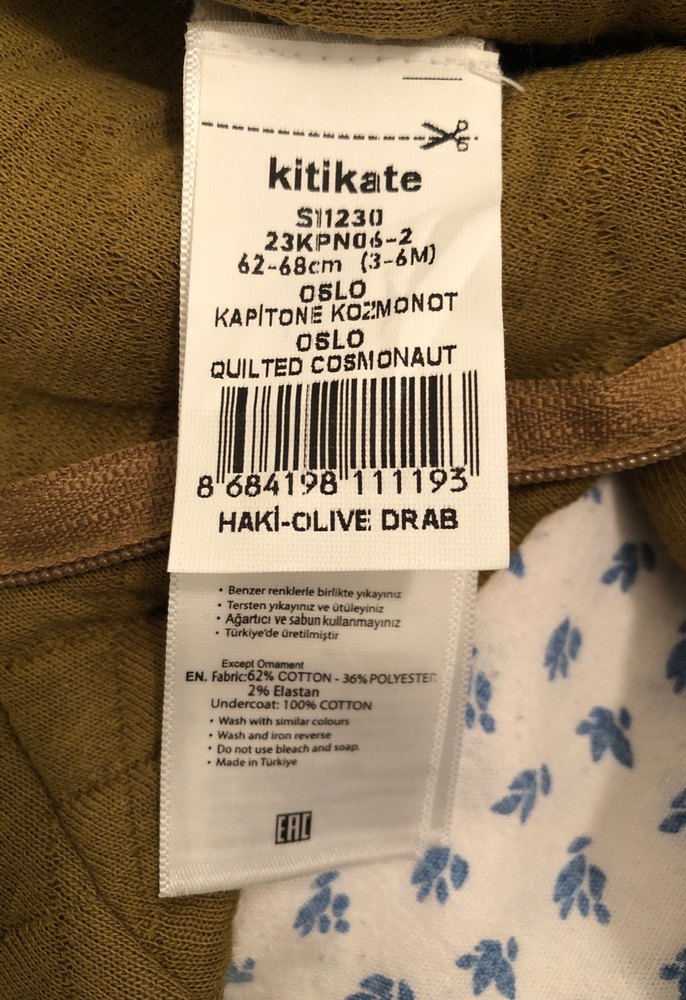 kitikate
S11230
23KPN06-2
62-68cm (3-6M)
OSLO
KAPİTONE KOZMONOT
OSLO
QUILTED COSMONAUT
8 684198 111193
HAKİ-OLIVE DRAB
• Benzer renklerle birlikte yıkayınız
• Tersten yıkayınız ve ütüleyiniz
• Ağartıcı ve sabun kullanmayınız
• Türkiye'de üretilmiştir
Except Ornament
EN. Fabric:62% COTTON - 36% POLYESTER
2% Elastan
Undercoat: 100% COTTON
• Wash with similar colours
• Wash and iron reverse
• Do not use bleach and soap.
• Made in Türkiye
EAC